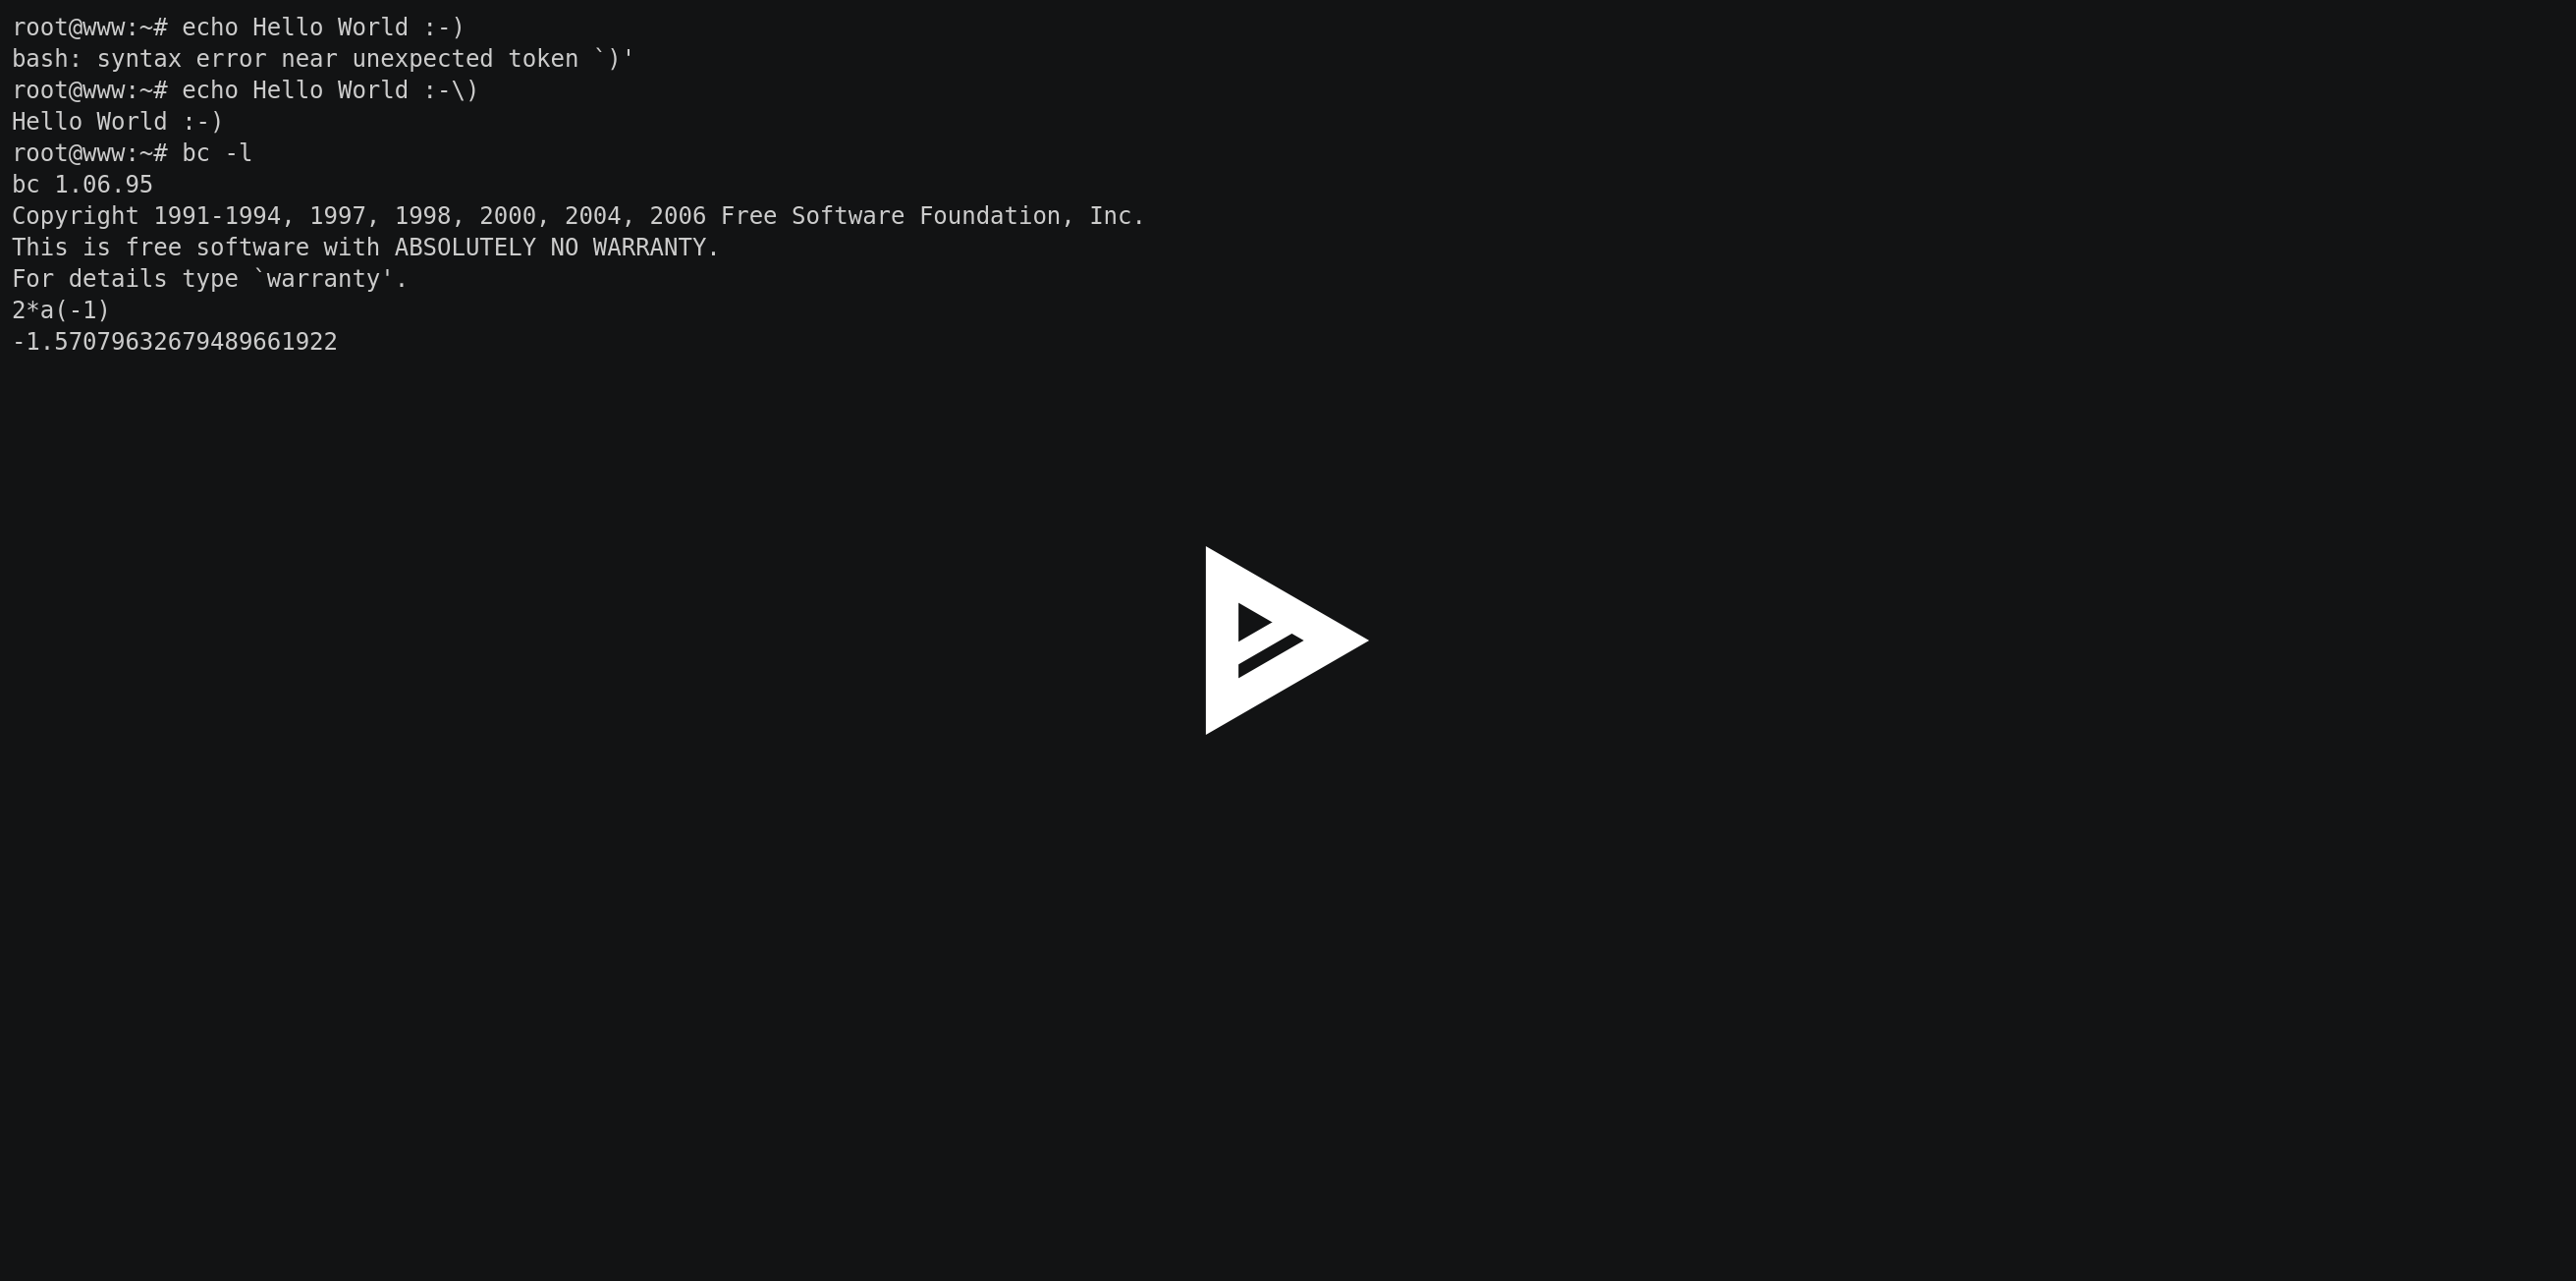 root@www:~# echo Hello World :-)
bash: syntax error near unexpected token `)'
root@www:~# echo Hello World :-\)
Hello World :-)
root@www:~# bc -l
bc 1.06.95
Copyright 1991-1994, 1997, 1998, 2000, 2004, 2006 Free Software Foundation, Inc.
This is free software with ABSOLUTELY NO WARRANTY.
For details type `warranty'.
2*a(-1)
-1.57079632679489661922